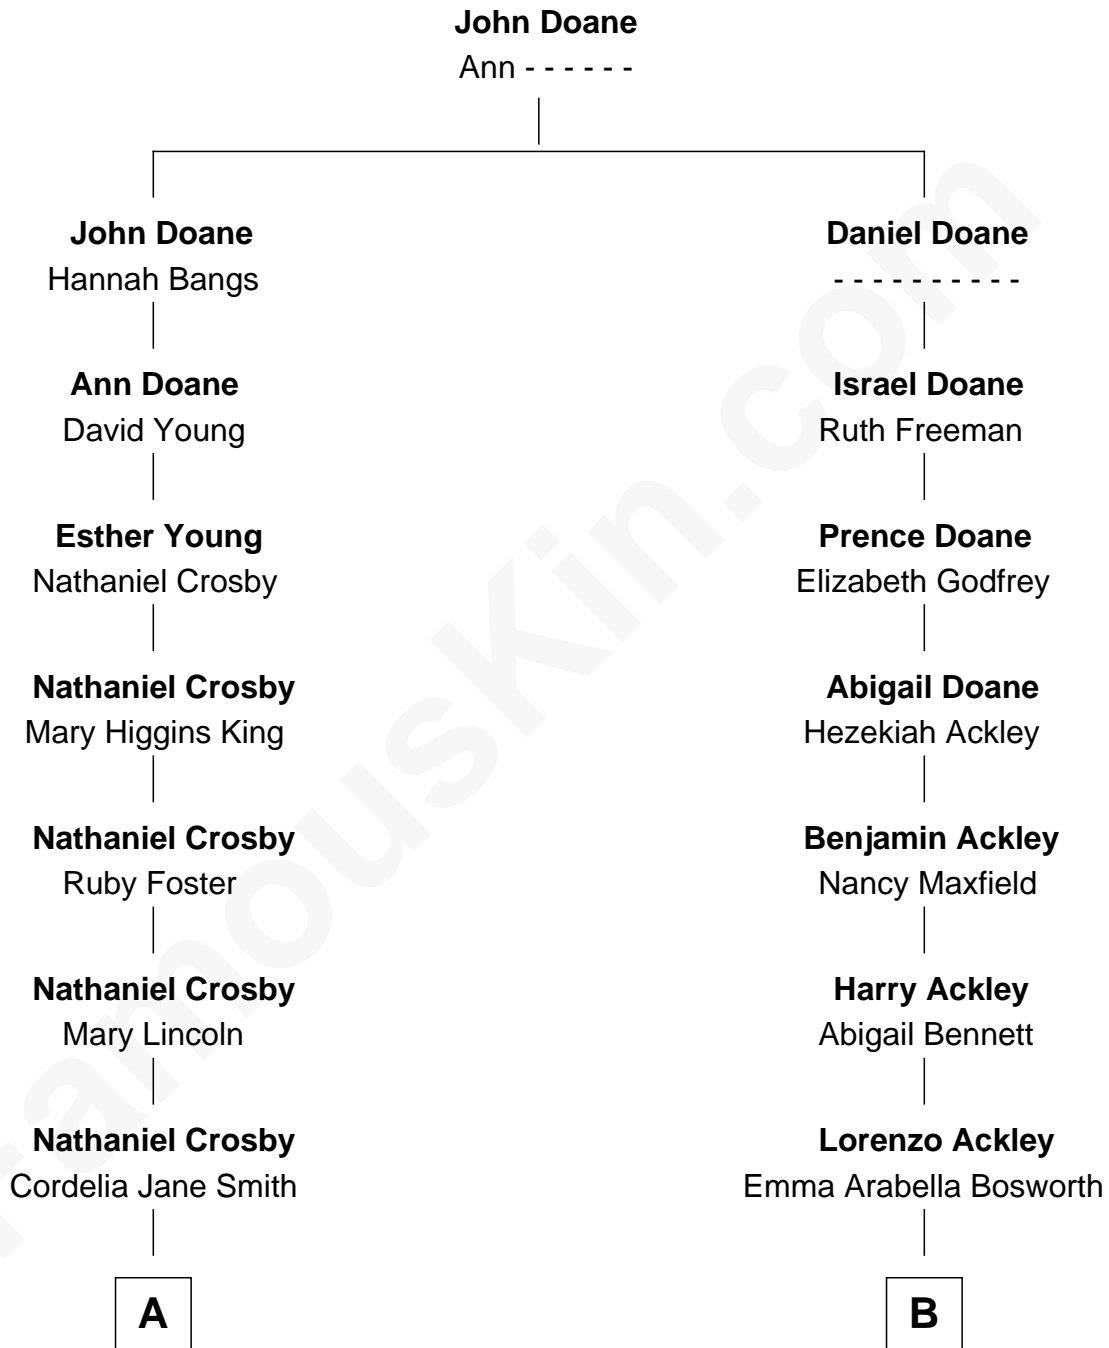 John Doane
Ann - - - - - -
John Doane
Hannah Bangs
Daniel Doane
- - - - - - - - - -
Ann Doane
David Young
Israel Doane
Ruth Freeman
Esther Young
Nathaniel Crosby
Prence Doane
Elizabeth Godfrey
Nathaniel Crosby
Mary Higgins King
Abigail Doane
Hezekiah Ackley
Nathaniel Crosby
Ruby Foster
Benjamin Ackley
Nancy Maxfield
Nathaniel Crosby
Mary Lincoln
Harry Ackley
Abigail Bennett
Nathaniel Crosby
Cordelia Jane Smith
Lorenzo Ackley
Emma Arabella Bosworth
A
B
FamousKin.com